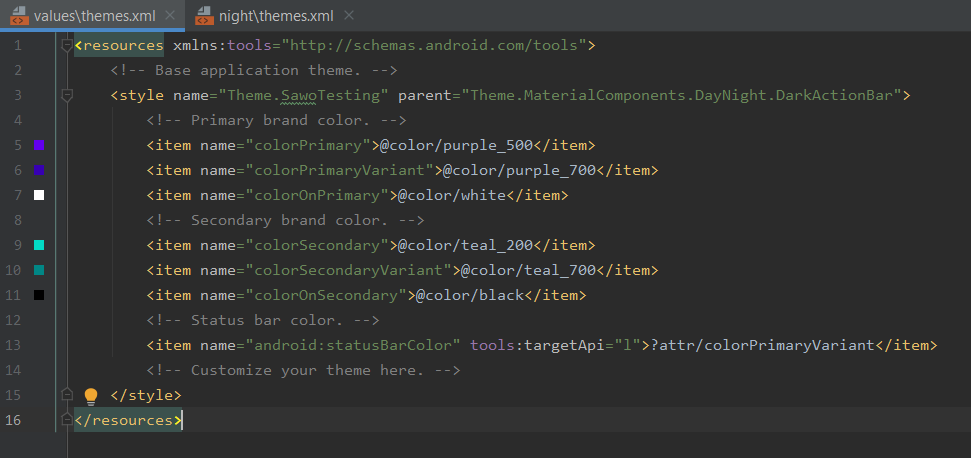 values\themes.xml
night\themes.xml
1 <resources xmlns:tools="http://schemas.android.com/tools">
2 <!-- Base application theme. -->
3 <style name="Theme.SawoTesting" parent="Theme.MaterialComponents.DayNight.DarkActionBar">
4 <!-- Primary brand color. -->
5 <item name="colorPrimary">@color/purple_500</item>
6 <item name="colorPrimaryVariant">@color/purple_700</item>
7 <item name="colorOnPrimary">@color/white</item>
8 <!-- Secondary brand color. -->
9 <item name="colorSecondary">@color/teal_200</item>
10 <item name="colorSecondaryVariant">@color/teal_700</item>
11 <item name="colorOnSecondary">@color/black</item>
12 <!-- Status bar color. -->
13 <item name="android:statusBarColor" tools:targetApi="l">?attr/colorPrimaryVariant</item>
14 <!-- Customize your theme here. -->
15 </style>
16 </resources>